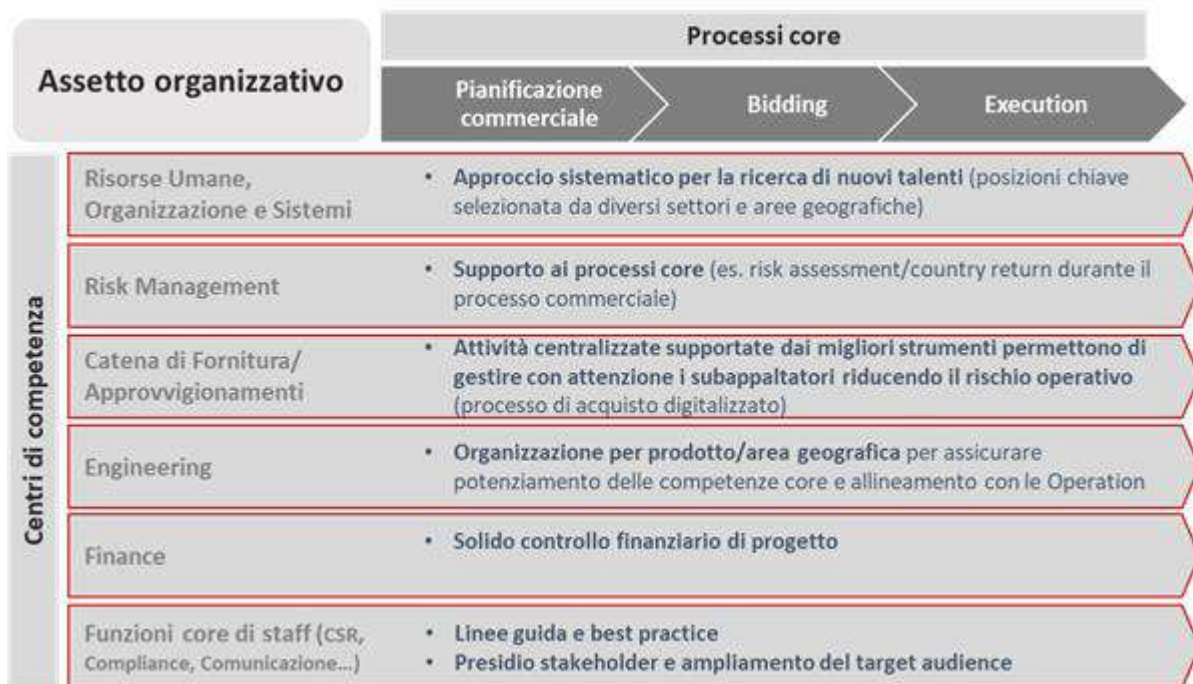 Assetto organizzativo
Processi core
Pianificazione
commerciale
Bidding
Execution
Centri di competenza
Risorse Umane,
Organizzazione e Sistemi
• Approccio sistematico per la ricerca di nuovi talenti (posizioni chiave
selezionata da diversi settori e aree geografiche)
Risk Management
• Supporto ai processi core (es. risk assessment/country return durante il
processo commerciale)
Catena di Fornitura/
Approvvigionamenti
• Attività centralizzate supportate dai migliori strumenti permettono di
gestire con attenzione i subappaltatori riducendo il rischio operativo
(processo di acquisto digitalizzato)
Engineering
• Organizzazione per prodotto/area geografica per assicurare
potenziamento delle competenze core e allineamento con le Operation
Finance
• Solido controllo finanziario di progetto
Funzioni core di staff (CSR,
Compliance, Comunicazione...)
• Linee guida e best practice
• Presidio stakeholder e ampliamento del target audience